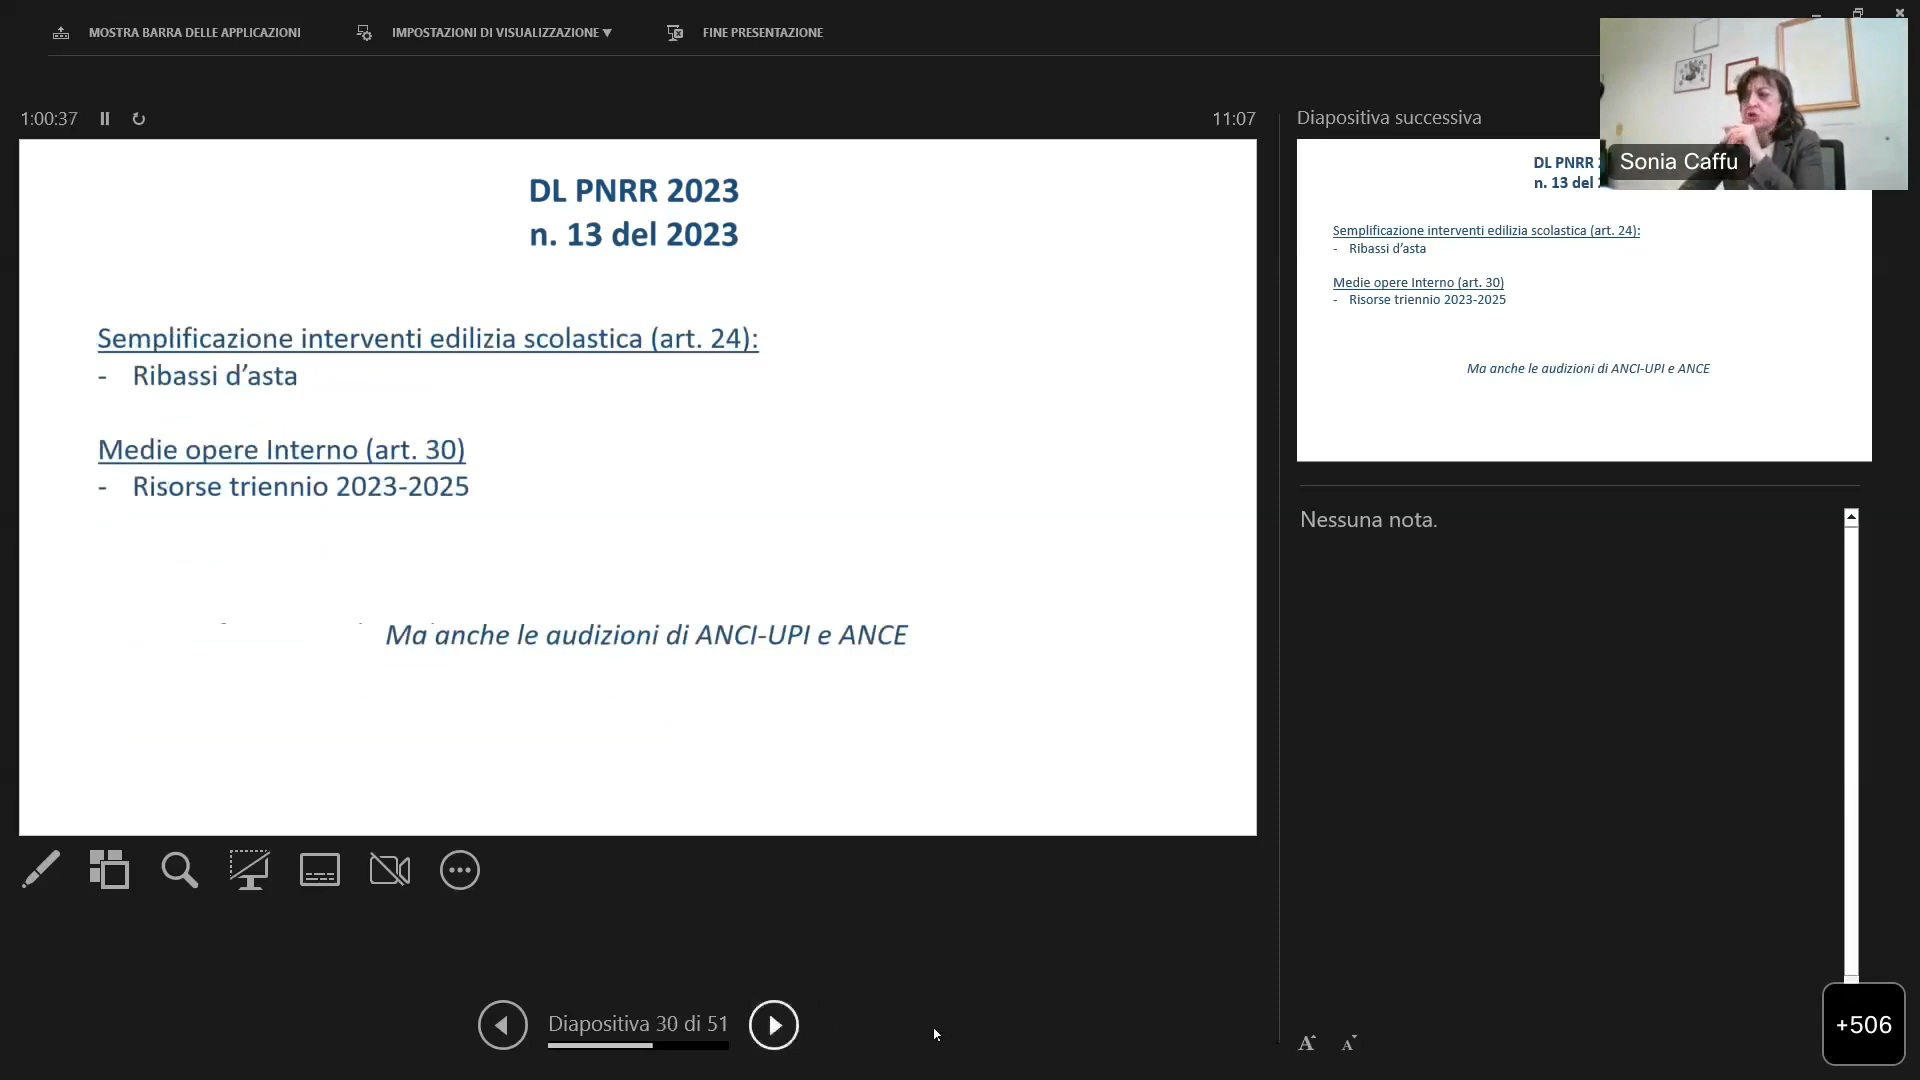 MOSTRA BARRA DELLE APPLICAZIONI
IMPOSTAZIONI DI VISUALIZZAZIONE ▼
FINE PRESENTAZIONE
1:00:37
11:07
DL PNRR 2023
n. 13 del 2023
Semplificazione interventi edilizia scolastica (art. 24):
- Ribassi d'asta
Medie opere Interno (art. 30)
- Risorse triennio 2023-2025
Ma anche le audizioni di ANCI-UPI e ANCE
Diapositiva 30 di 51
Diapositiva successiva
Sonia Caffu
DL PNRR
n. 13 del
Semplificazione interventi edilizia scolastica (art. 24):
- Ribassi d'asta
Medie opere Interno (art. 30)
- Risorse triennio 2023-2025
Ma anche le audizioni di ANCI-UPI e ANCE
Nessuna nota.
A A
+506